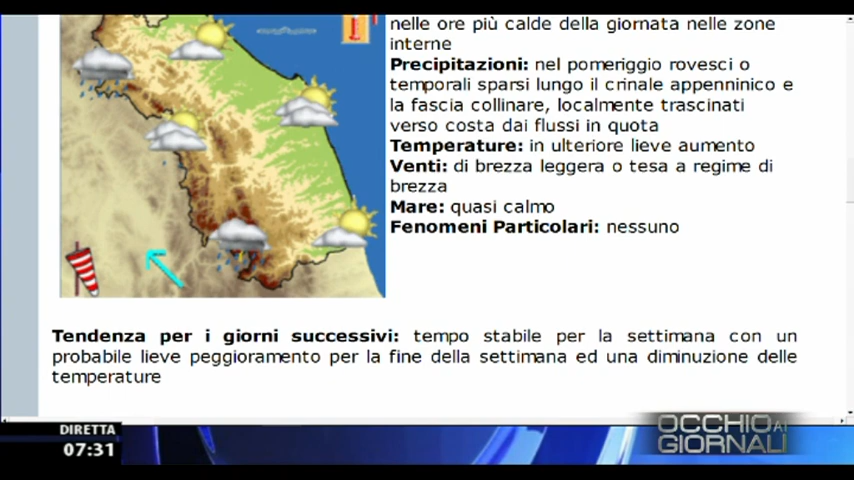 nelle ore più calde della giornata nelle zone
interne
Precipitazioni: nel pomeriggio rovesci o
temporali sparsi lungo il crinale appenninico e
la fascia collinare, localmente trascinati
verso costa dai flussi in quota
Temperature: in ulteriore lieve aumento
Venti: di brezza leggera o tesa a regime di
brezza
Mare: quasi calmo
Fenomeni Particolari: nessuno
Tendenza per i giorni successivi: tempo stabile per la settimana con un
probabile lieve peggioramento per la fine della settimana ed una diminuzione delle
temperature
DIRETTA
07:31
OCCHIO AI
GIORNALI